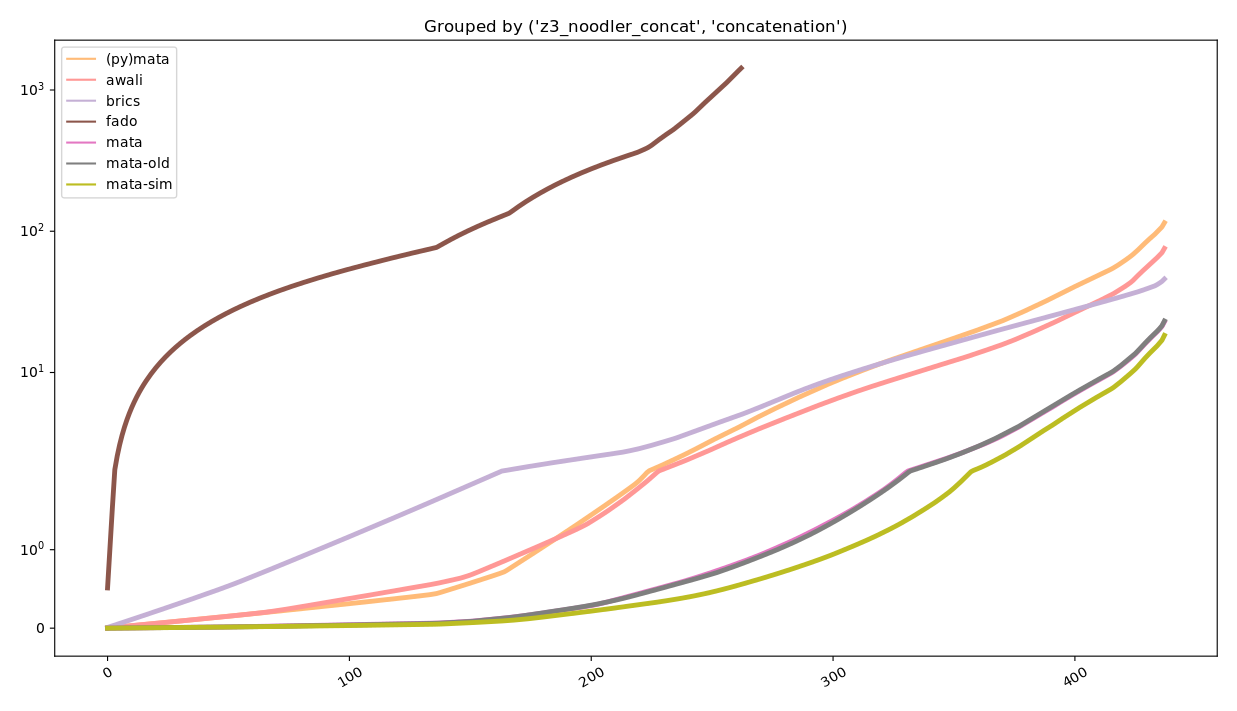 Grouped by ('z3_noodler_concat', 'concatenation')
(py)mata
awali
brics
fado
mata
mata-old
mata-sim
10^3
10^2
10^1
10^0
0
0
100
200
300
400